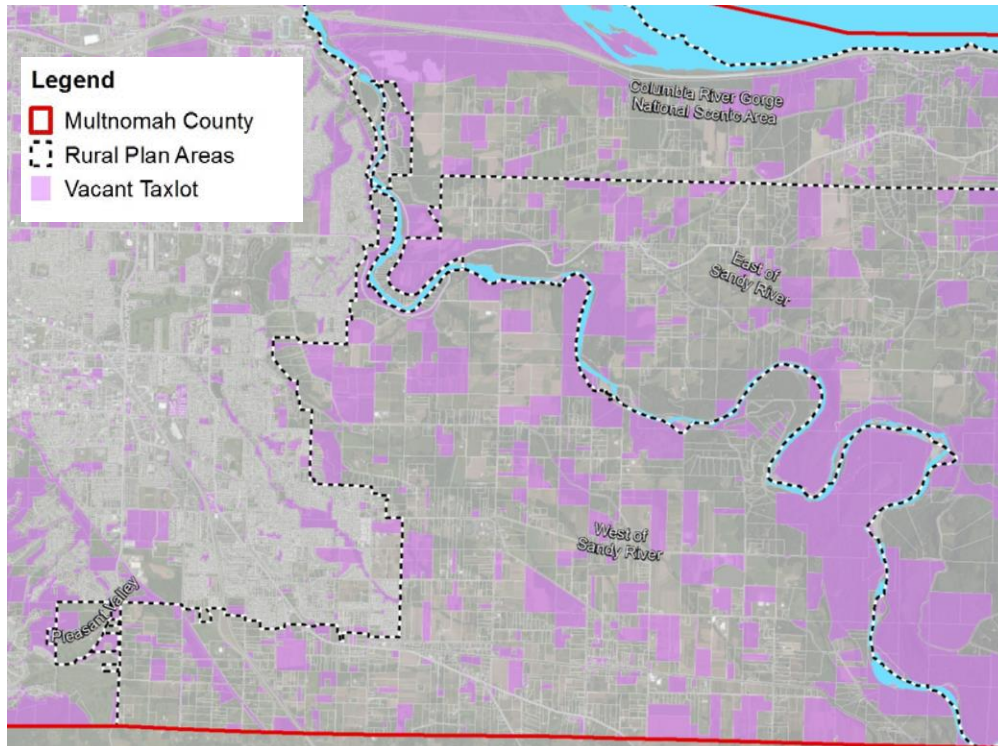 Legend
Multnomah County
Rural Plan Areas
Vacant Taxlot
Columbia River Gorge
National Scenic Area
East of
Sandy River
West of
Sandy River
Pleasant Valley